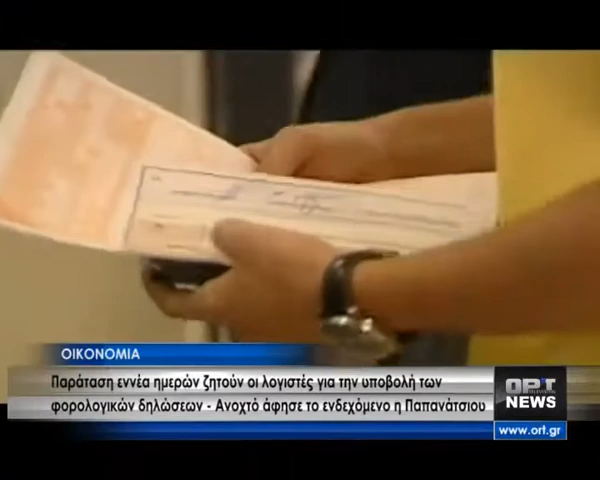 ΟΙΚΟΝΟΜΙΑ
Παράταση εννέα ημερών ζητούν οι λογιστές για την υποβολή των
φορολογικών δηλώσεων - Ανοχτό άφησε το ενδεχόμενο η Παπανάτσιου
ΟΡΤ
NEWS
www.ort.gr